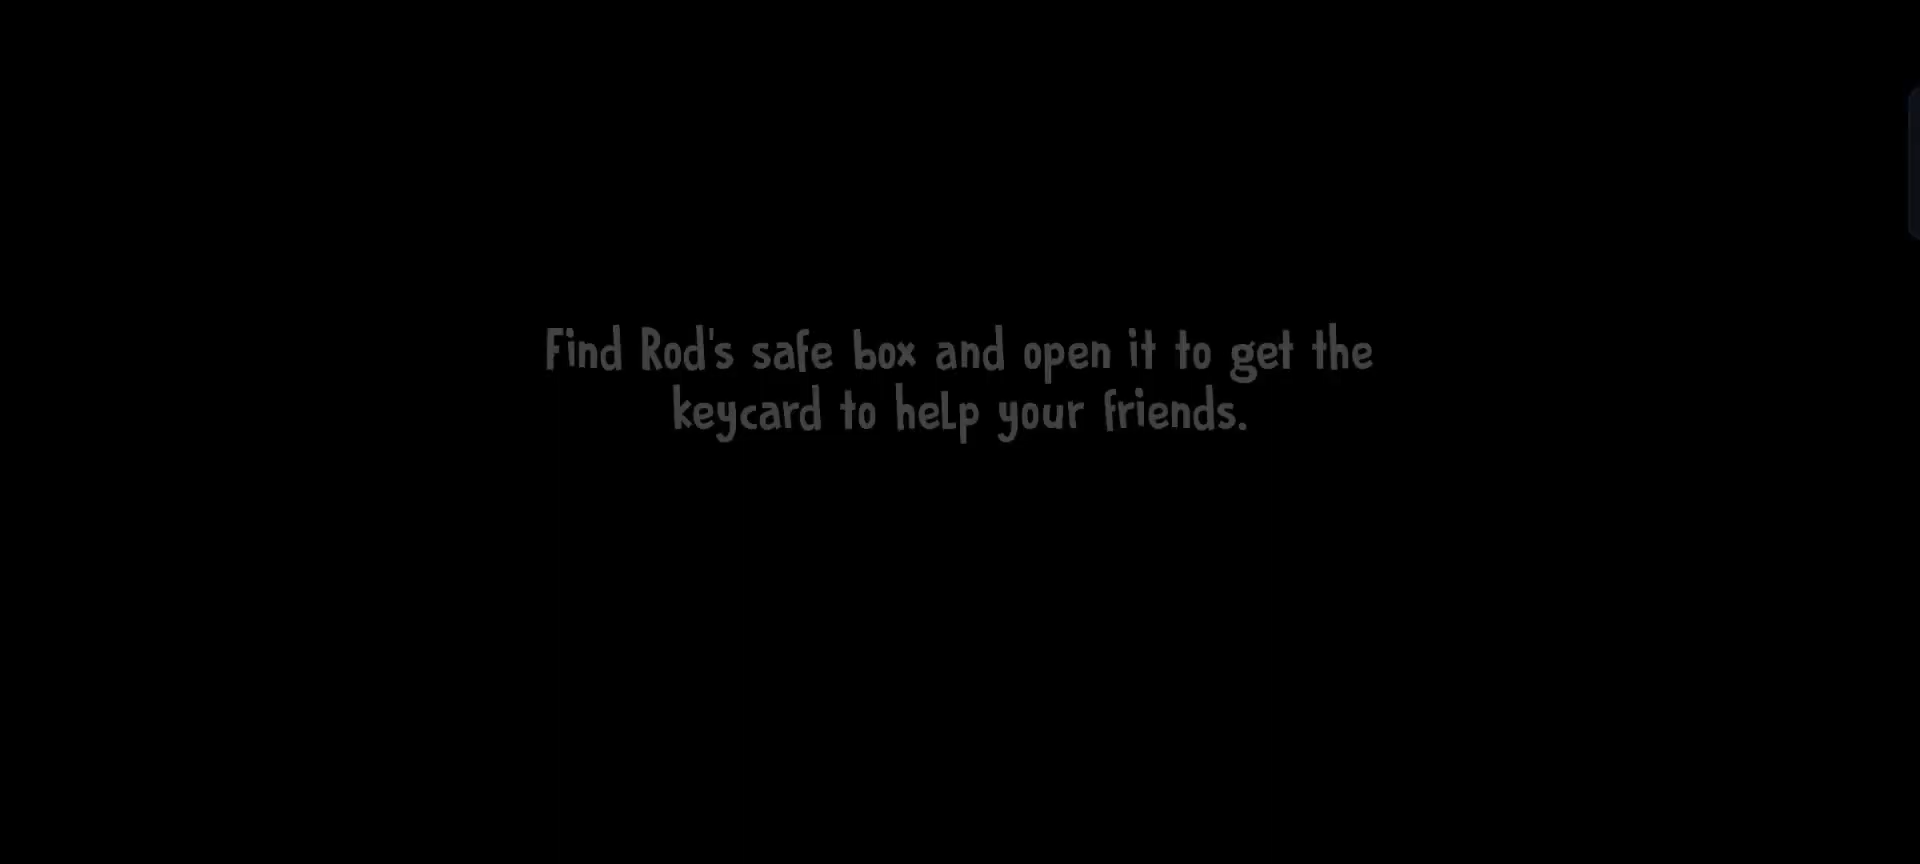 Find Rod's safe box and open it to get the
keycard to help your friends.